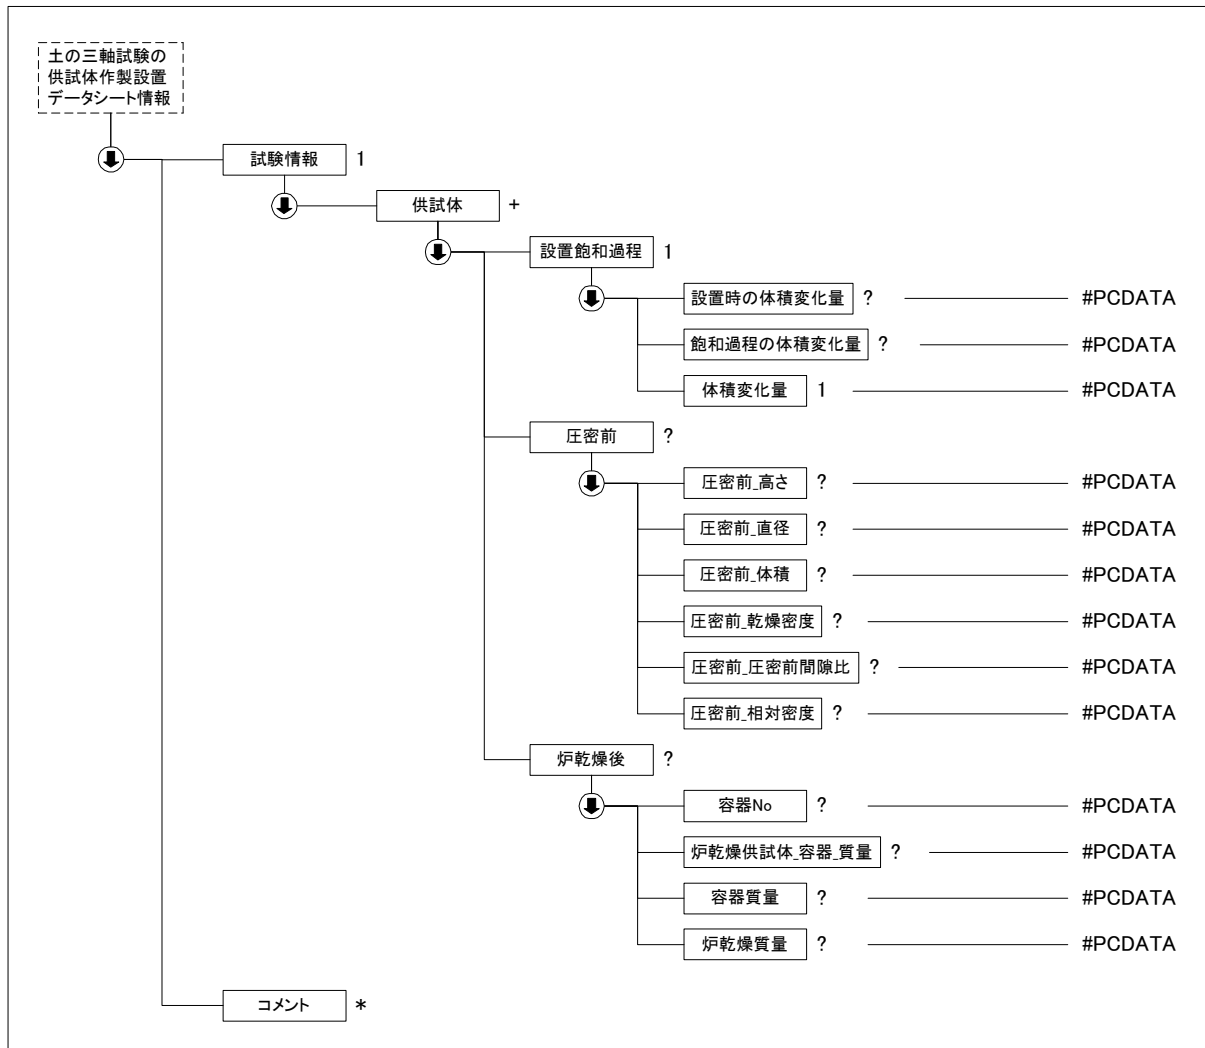 土の三軸試験の
供試体作製設置
データシート情報
試験情報 1
供試体 +
設置飽和過程 1
設置時の体積変化量 ? #PCDATA
飽和過程の体積変化量 ? #PCDATA
体積変化量 1 #PCDATA
圧密前 ?
圧密前_高さ ? #PCDATA
圧密前_直径 ? #PCDATA
圧密前_体積 ? #PCDATA
圧密前_乾燥密度 ? #PCDATA
圧密前_圧密前間隙比 ? #PCDATA
圧密前_相対密度 ? #PCDATA
炉乾燥後 ?
容器No ? #PCDATA
炉乾燥供試体_容器_質量 ? #PCDATA
容器質量 ? #PCDATA
炉乾燥質量 ? #PCDATA
コメント *